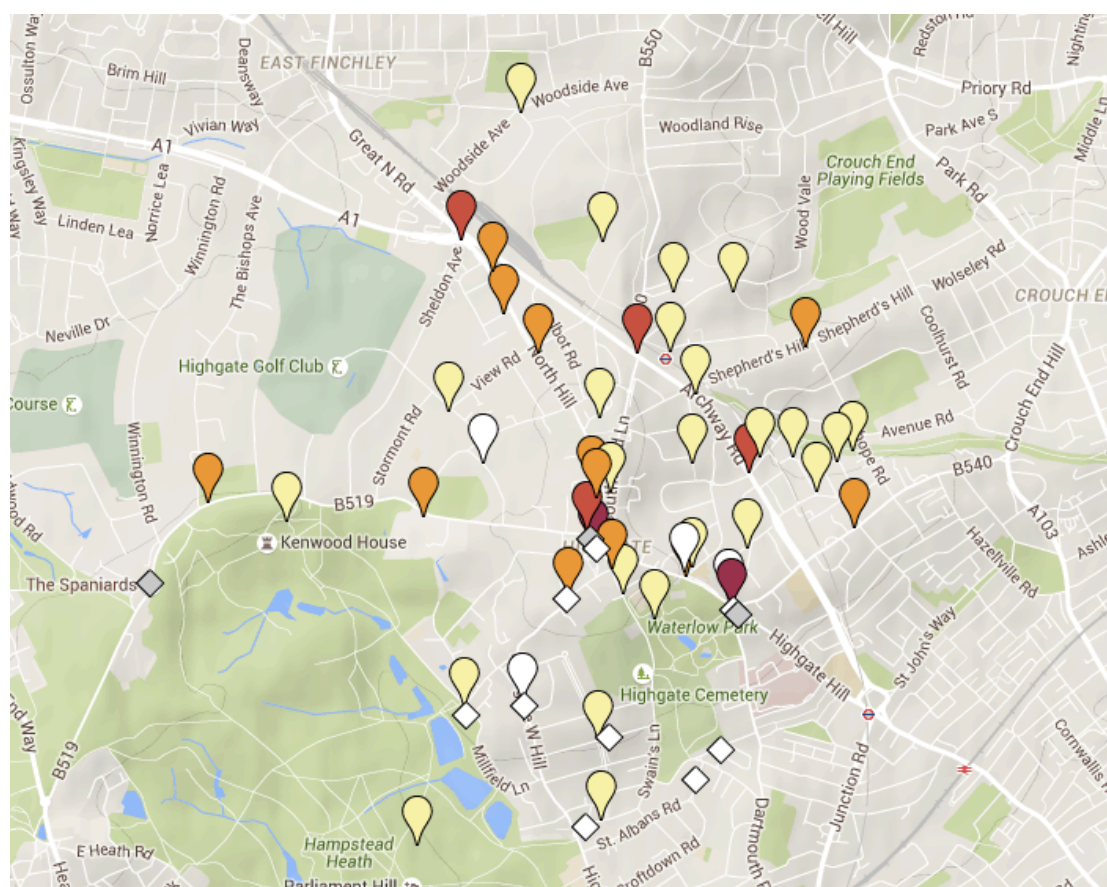 Ossulton Way
Deansway
EAST FINCHLEY
B550
Redston Rd
Brim Hill
Woodside Ave
Priory Rd
Middle Ln
Vivian Way
A1
Great N Rd
Woodside Ave
Woodland Rise
Park Ave S
Kingsley Way
Norrice Lea
Linden Lea
Winnington Rd
The Bishops Ave
A1
Crouch End
Playing Fields
Park Rd
Wood Vale
Sheldon Ave
Wolseley Rd
CROUCH
Neville Dr
Shepherd's Hill
Shepherd's Hill
Coolhurst Rd
Highgate Golf Club
View Rd
North Hill
Crouch End Hill
Archway Rd
Stormont Rd
Avenue Rd
Winnington Rd
B519
B540
A103
Kenwood House
Hazellville Rd
The Spaniards
Waterlow Park
Highgate Hill
St John's Way
Highgate Cemetery
B519
W Hill
Millfield Ln
Swain's Ln
Junction Rd
St. Albans Rd
Dartmouth
Hampstead
Heath
E Heath Rd
Croftdown Rd
Parliament Hill